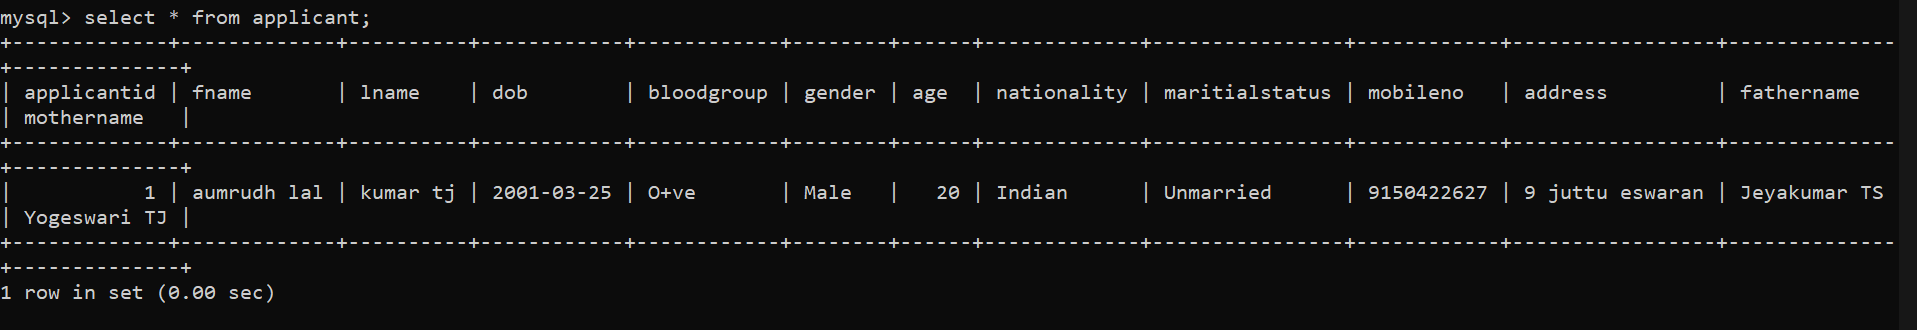 mysql> select * from applicant;
+-------------+-------------+----------+------------+------------+--------+------+-------------+----------------+------------+-----------------+--------------
+--------------+
| applicantid | fname       | lname    | dob        | bloodgroup | gender | age  | nationality | maritialstatus | mobileno   | address         | fathername
| mothername   |
+-------------+-------------+----------+------------+------------+--------+------+-------------+----------------+------------+-----------------+--------------
+--------------+
|           1 | aumrudh lal | kumar tj | 2001-03-25 | O+ve       | Male   |   20 | Indian      | Unmarried      | 9150422627 | 9 juttu eswaran | Jeyakumar TS
| Yogeswari TJ |
+-------------+-------------+----------+------------+------------+--------+------+-------------+----------------+------------+-----------------+--------------
+--------------+
1 row in set (0.00 sec)